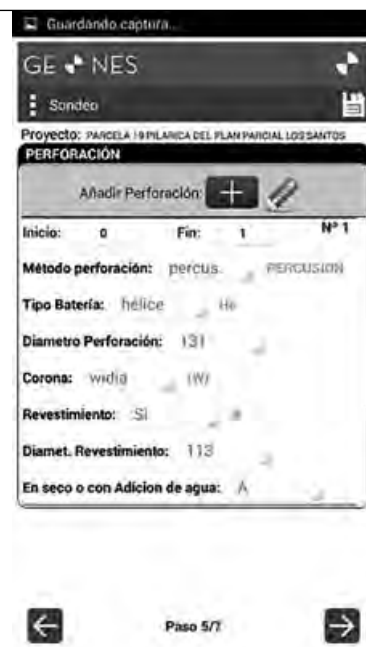 Guardando captura...
GE NES
Sondeo
Proyecto: PARCELA 19 PILARICA DEL PLAN PARCIAL LOS SANTOS
PERFORACIÓN
Añadir Perforación:
Inicio: 0 Fin: 1 Nº 1
Método perforación: percus. PERCUSION
Tipo Batería: hélice He
Diametro Perforación: 131
Corona: widia (W)
Revestimiento: Si
Diamet. Revestimiento: 113
En seco o con Adicion de agua: A
Paso 5/7